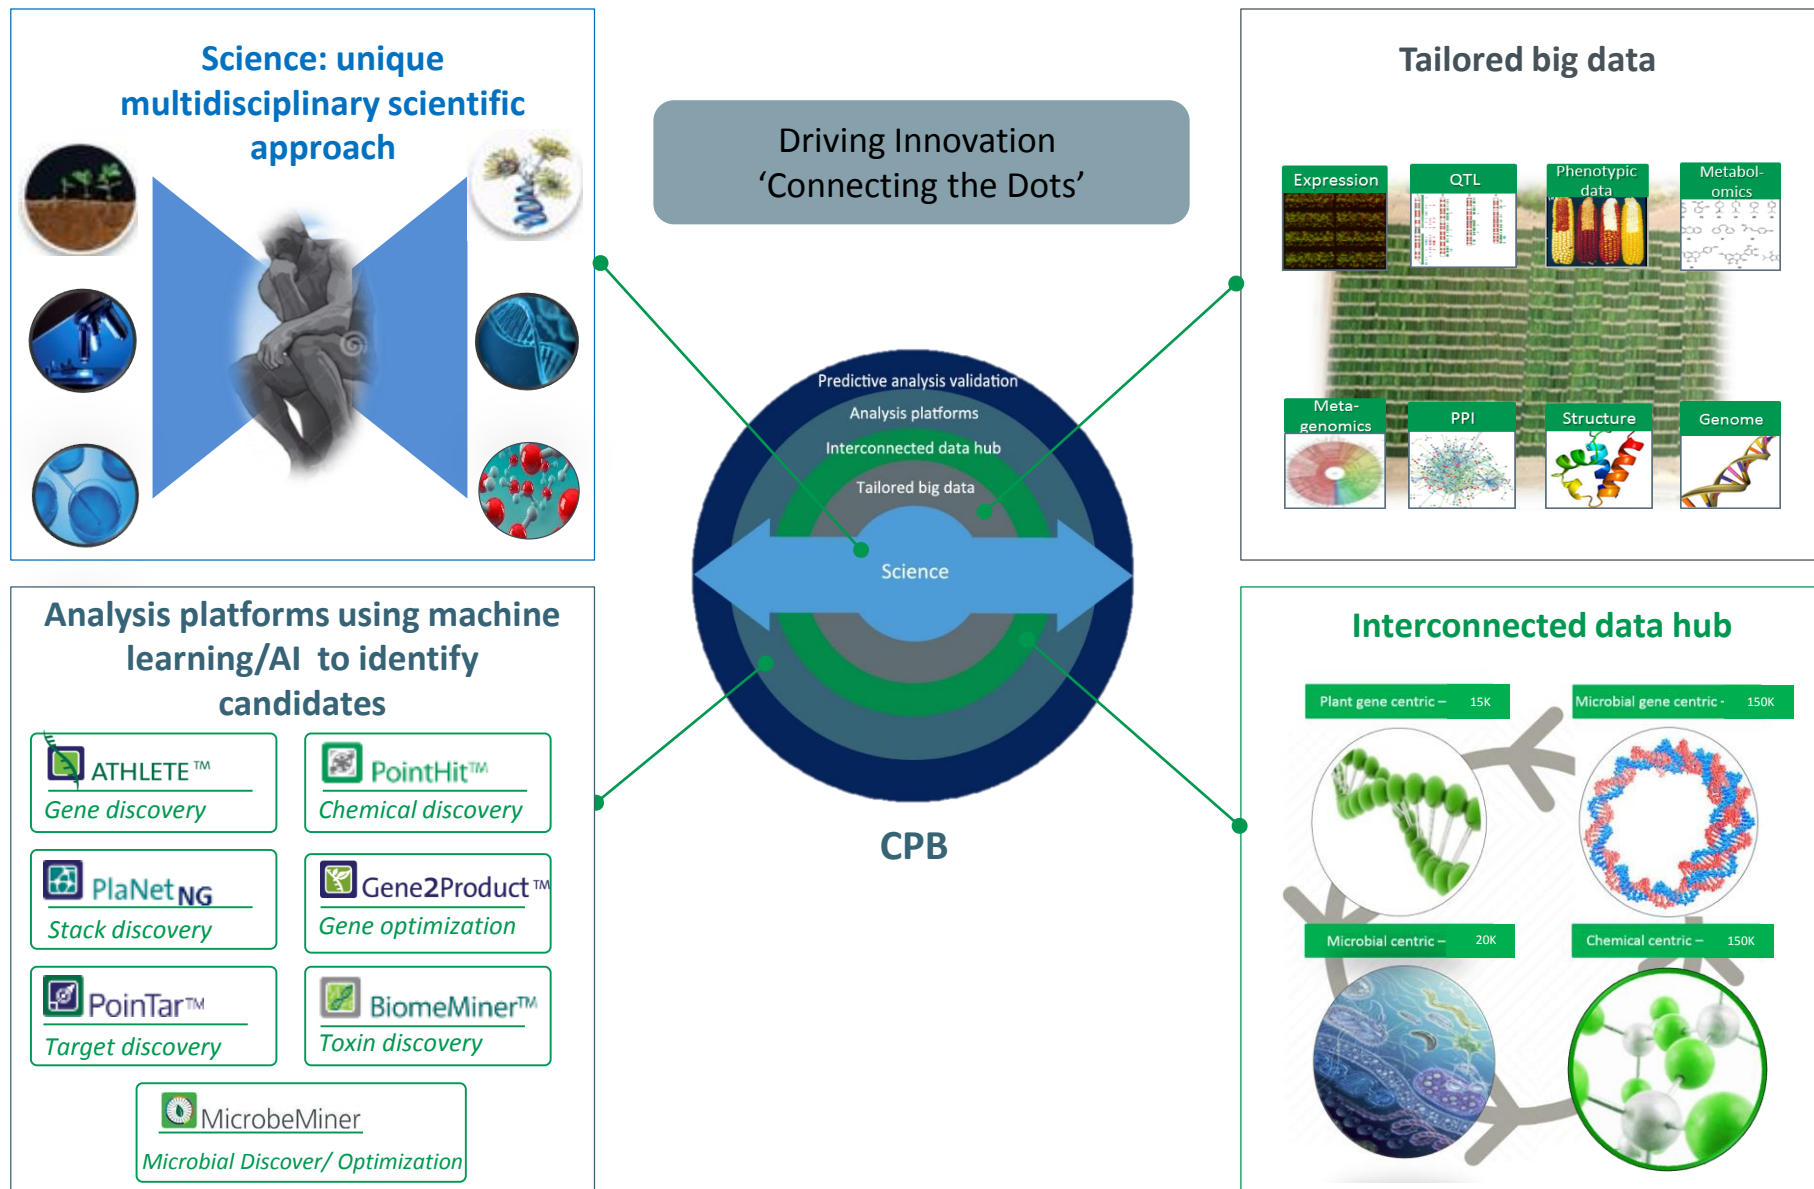 Science: unique
multidisciplinary scientific
approach
Driving Innovation
‘Connecting the Dots’
Tailored big data
Expression
QTL
Phenotypic
data
Metabol-
omics
Meta-
genomics
PPI
Structure
Genome
Predictive analysis validation
Analysis platforms
Interconnected data hub
Tailored big data
Science
CPB
Analysis platforms using machine
learning/AI to identify
candidates
ATHLETE™
Gene discovery
PointHit™
Chemical discovery
PlaNet NG
Stack discovery
Gene2Product™
Gene optimization
PoinTar™
Target discovery
BiomeMiner™
Toxin discovery
MicrobeMiner
Microbial Discover/ Optimization
Interconnected data hub
Plant gene centric – 15K
Microbial gene centric - 150K
Microbial centric – 20K
Chemical centric – 150K